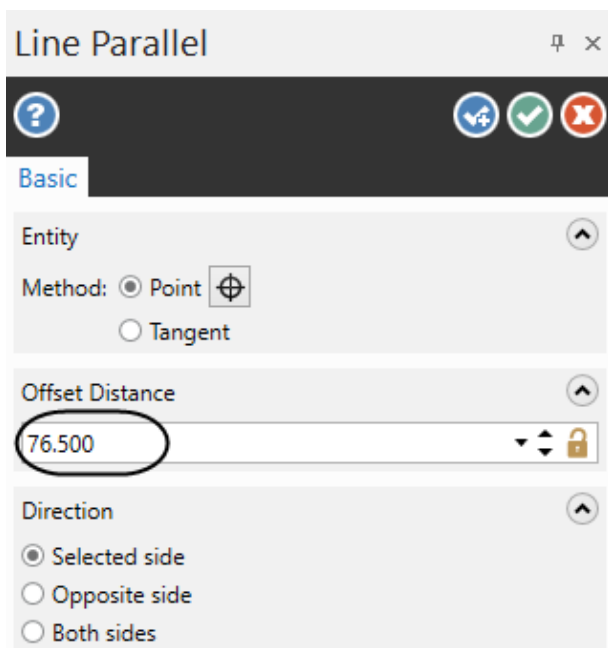 Line Parallel
?
Basic
Entity
Method: Point
Tangent
Offset Distance
76.500
Direction
Selected side
Opposite side
Both sides